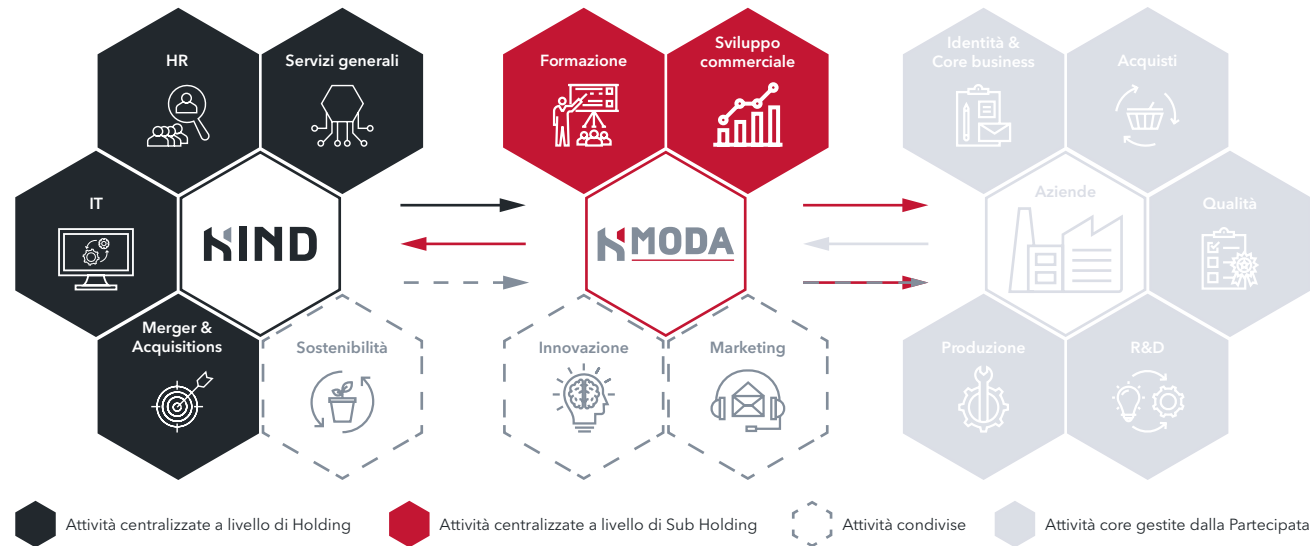 HR
Servizi generali
IT
HIND
Merger &
Acquisitions
Sostenibilità
Formazione
Sviluppo
commerciale
HMODA
Innovazione
Marketing
Identità &
Core business
Acquisti
Aziende
Qualità
Produzione
R&D
Attività centralizzate a livello di Holding
Attività centralizzate a livello di Sub Holding
Attività condivise
Attività core gestite dalla Partecipata